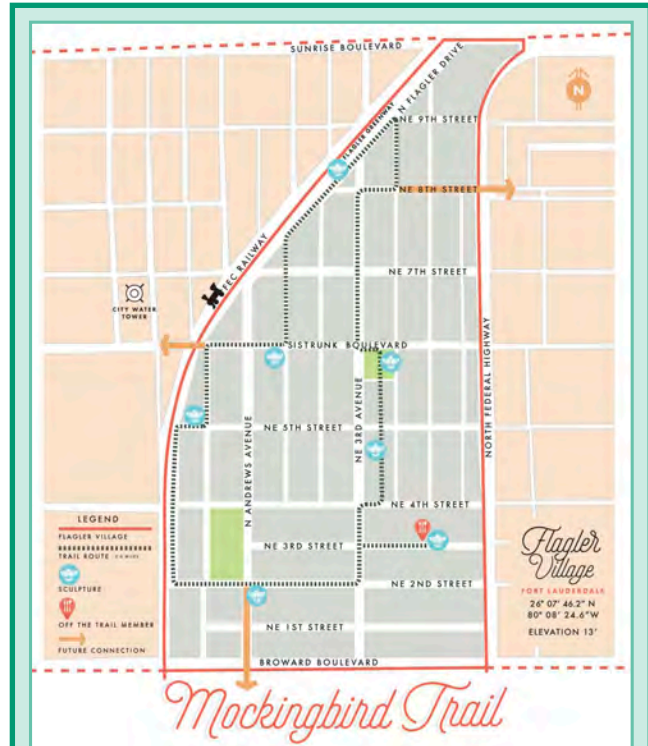 SUNRISE BOULEVARD
N FLAGLER DRIVE
N
FLAGLER GREENWAY
NE 9TH STREET
NE 8TH STREET
FEC RAILWAY
NE 7TH STREET
CITY WATER
TOWER
SISTRUNK BOULEVARD
NORTH FEDERAL HIGHWAY
N ANDREWS AVENUE
NE 3RD AVENUE
NE 5TH STREET
NE 4TH STREET
LEGEND
FLAGLER VILLAGE
TRAIL ROUTE
SCULPTURE
OFF THE TRAIL MEMBER
FUTURE CONNECTION
NE 3RD STREET
NE 2ND STREET
NE 1ST STREET
BROWARD BOULEVARD
Flagler
Village
FORT LAUDERDALE
26° 07' 46.2" N
80° 08' 24.6"W
ELEVATION 13'
Mockingbird Trail